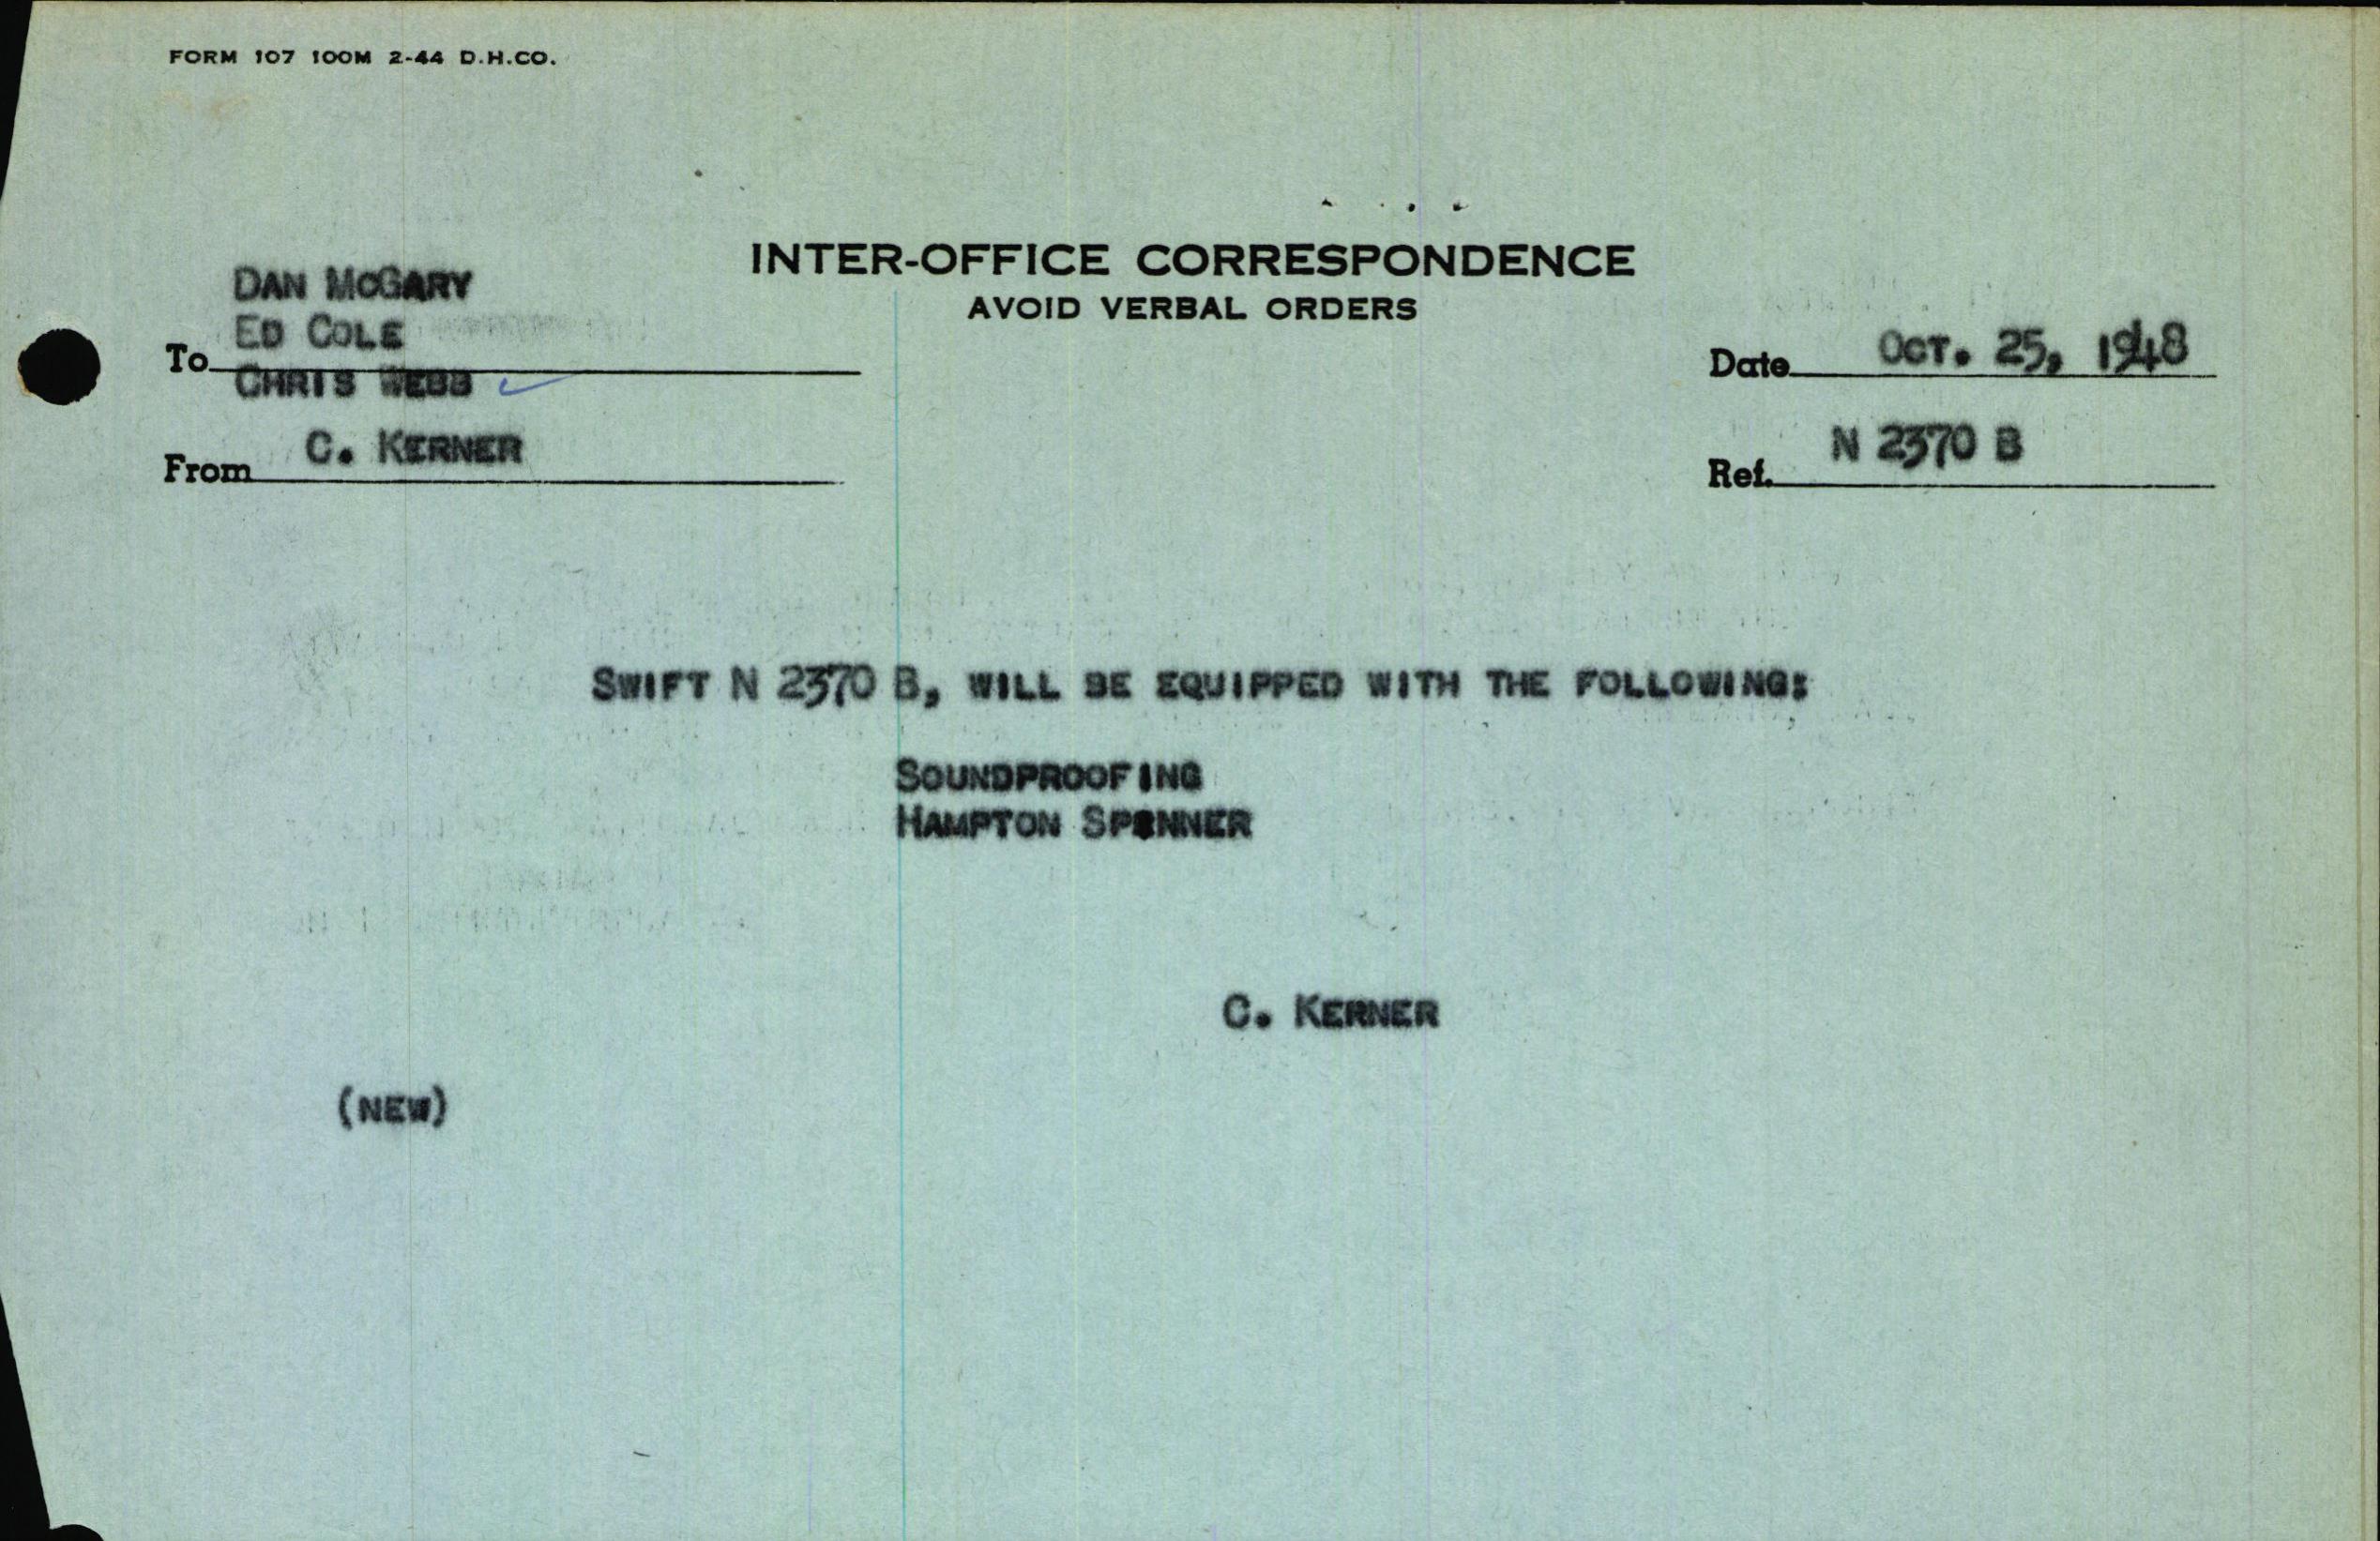 FORM 107 100M 2-44 D.H.CO.
INTER-OFFICE CORRESPONDENCE
AVOID VERBAL ORDERS
DAN MCGARY
ED COLE
To CHRIS WEBB
Date OCT. 25, 1948
From C. KERNER
Ref. N 2370 B
SWIFT N 2370 B, WILL BE EQUIPPED WITH THE FOLLOWING:
SOUNDPROOFING
HAMPTON SPINNER
C. KERNER
(NEW)